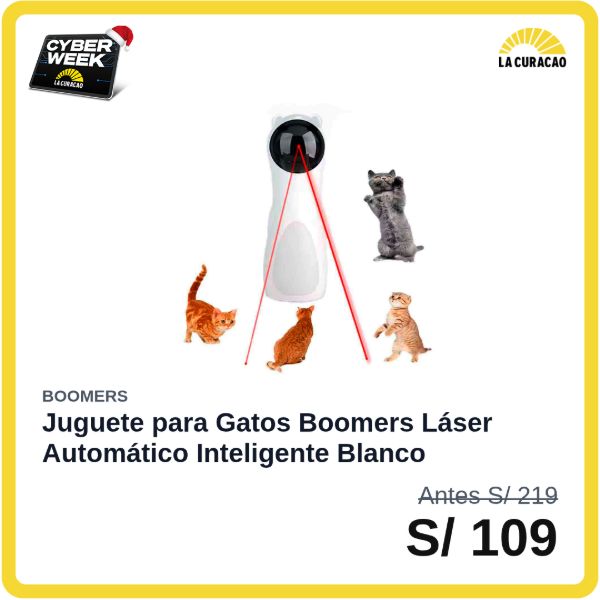 CYBER
WEEK
LA CURACAO
LA CURACAO
BOOMERS
Juguete para Gatos Boomers Láser
Automático Inteligente Blanco
Antes S/ 219
S/ 109